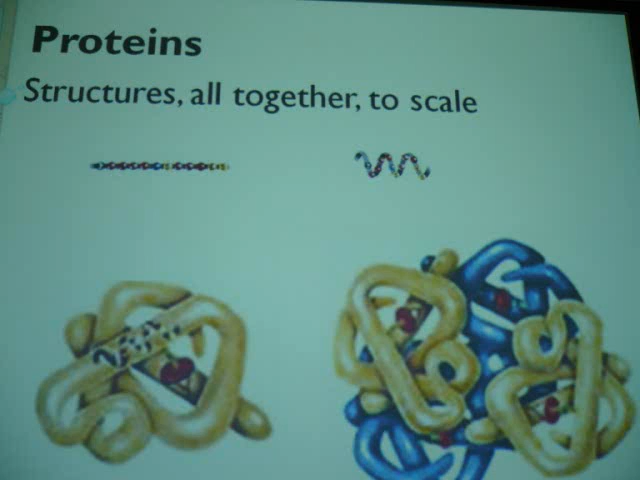 Proteins
Structures, all together, to scale